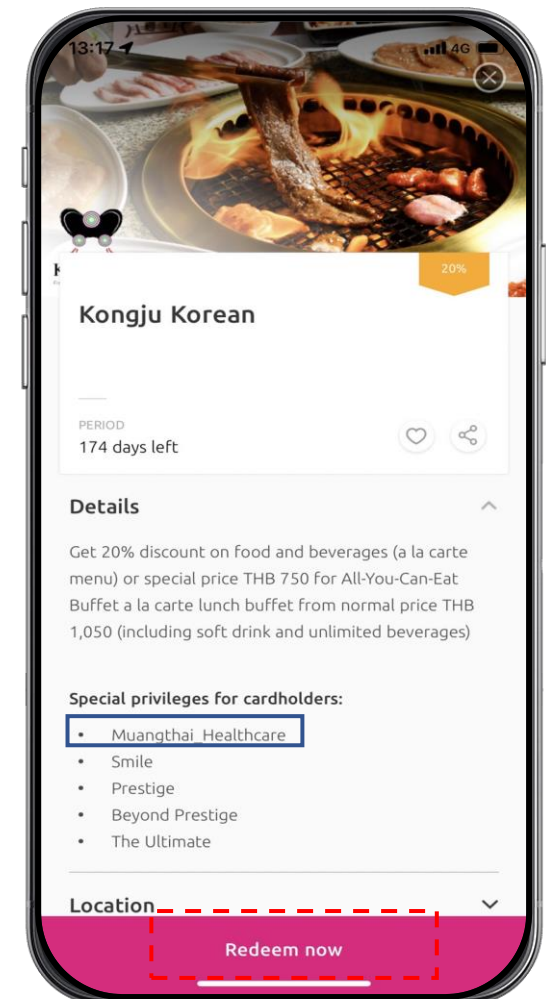 13:17
4G
20%
Kongju Korean
PERIOD
174 days left
Details
Get 20% discount on food and beverages (a la carte
menu) or special price THB 750 for All-You-Can-Eat
Buffet a la carte lunch buffet from normal price THB
1,050 (including soft drink and unlimited beverages)
Special privileges for cardholders:
• Muangthai_Healthcare
• Smile
• Prestige
• Beyond Prestige
• The Ultimate
Location
Redeem now